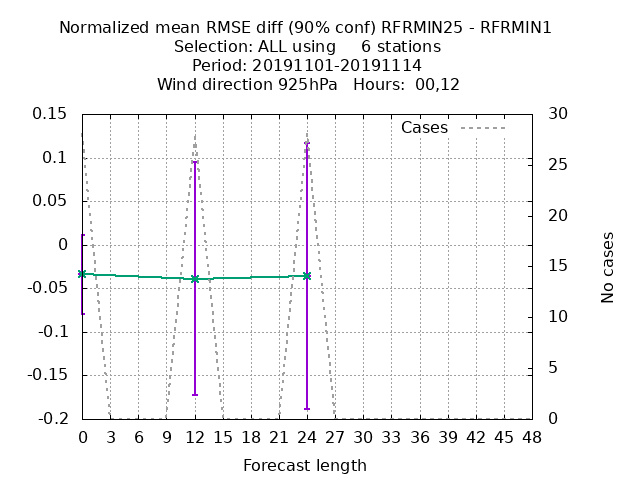 Normalized mean RMSE diff (90% conf) RFRMIN25 - RFRMIN1
Selection: ALL using     6 stations
Period: 20191101-20191114
Wind direction 925hPa   Hours:  00,12
Cases
0.15
0.1
0.05
0
-0.05
-0.1
-0.15
-0.2
30
25
20
15
10
5
0
No cases
0 3 6 9 12 15 18 21 24 27 30 33 36 39 42 45 48
Forecast length